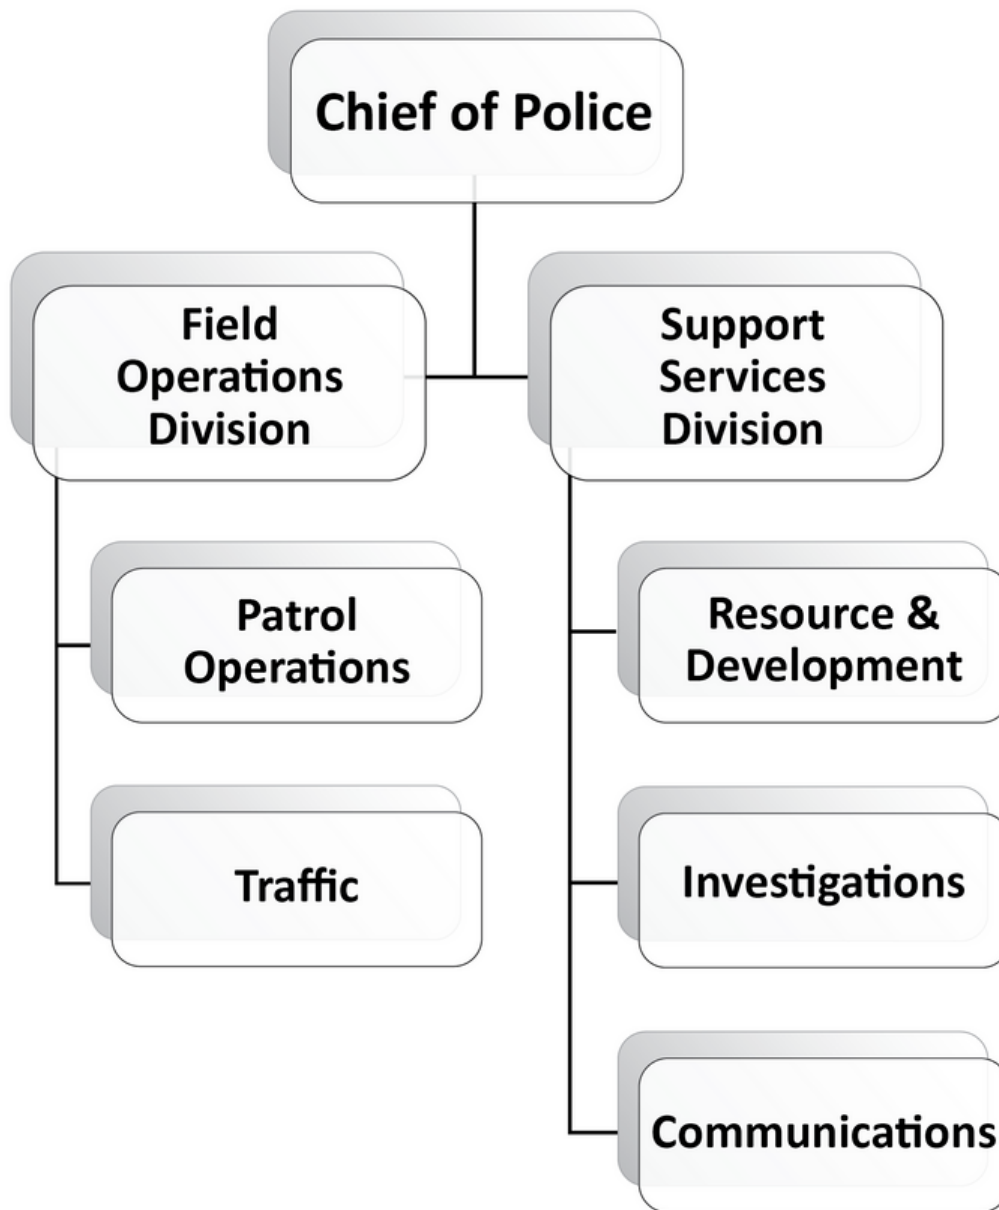 Chief of Police
Field
Operations
Division
Support
Services
Division
Patrol
Operations
Traffic
Resource &
Development
Investigations
Communications